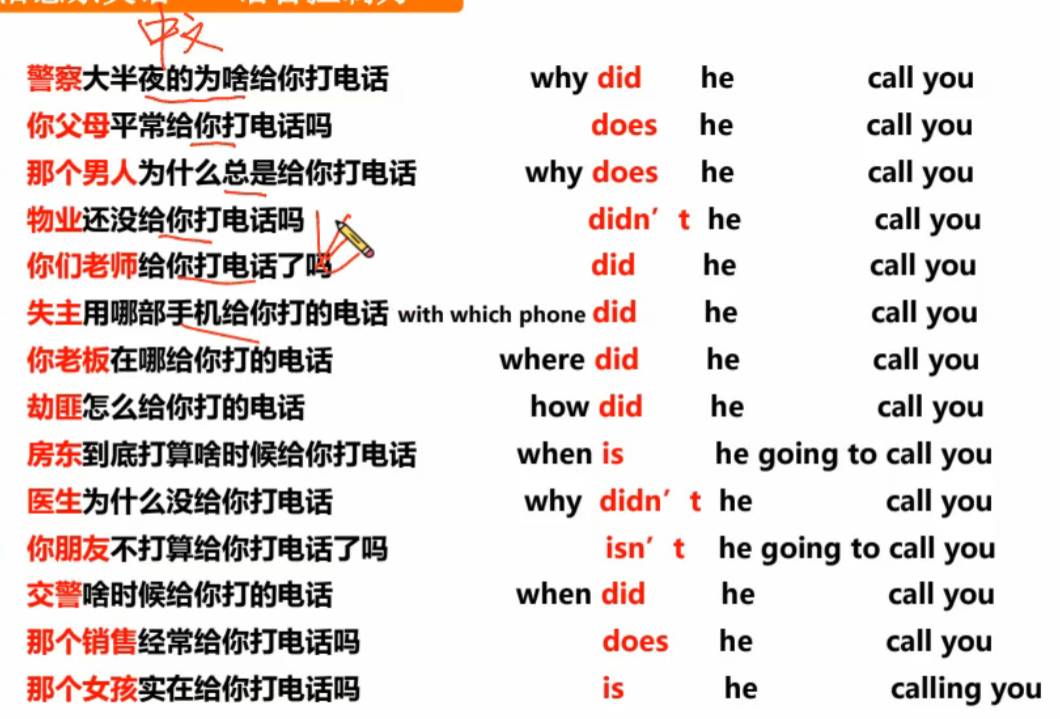 中文
警察大半夜的为啥给你打电话 why did he call you
你父母平常给你打电话吗 does he call you
那个男人为什么总是给你打电话 why does he call you
物业还没给你打电话吗 didn't he call you
你们老师给你打电话了吗 did he call you
失主用哪部手机给你打的电话 with which phone did he call you
你老板在哪给你打的电话 where did he call you
劫匪怎么给你打的电话 how did he call you
房东到底打算啥时候给你打电话 when is he going to call you
医生为什么没给你打电话 why didn't he call you
你朋友不打算给你打电话了吗 isn't he going to call you
交警啥时候给你打的电话 when did he call you
那个销售经常给你打电话吗 does he call you
那个女孩实在给你打电话吗 is he calling you